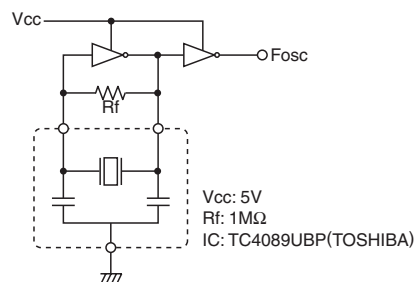 Vcc
Fosc
Rf
Vcc: 5V
Rf: 1MΩ
IC: TC4089UBP(TOSHIBA)